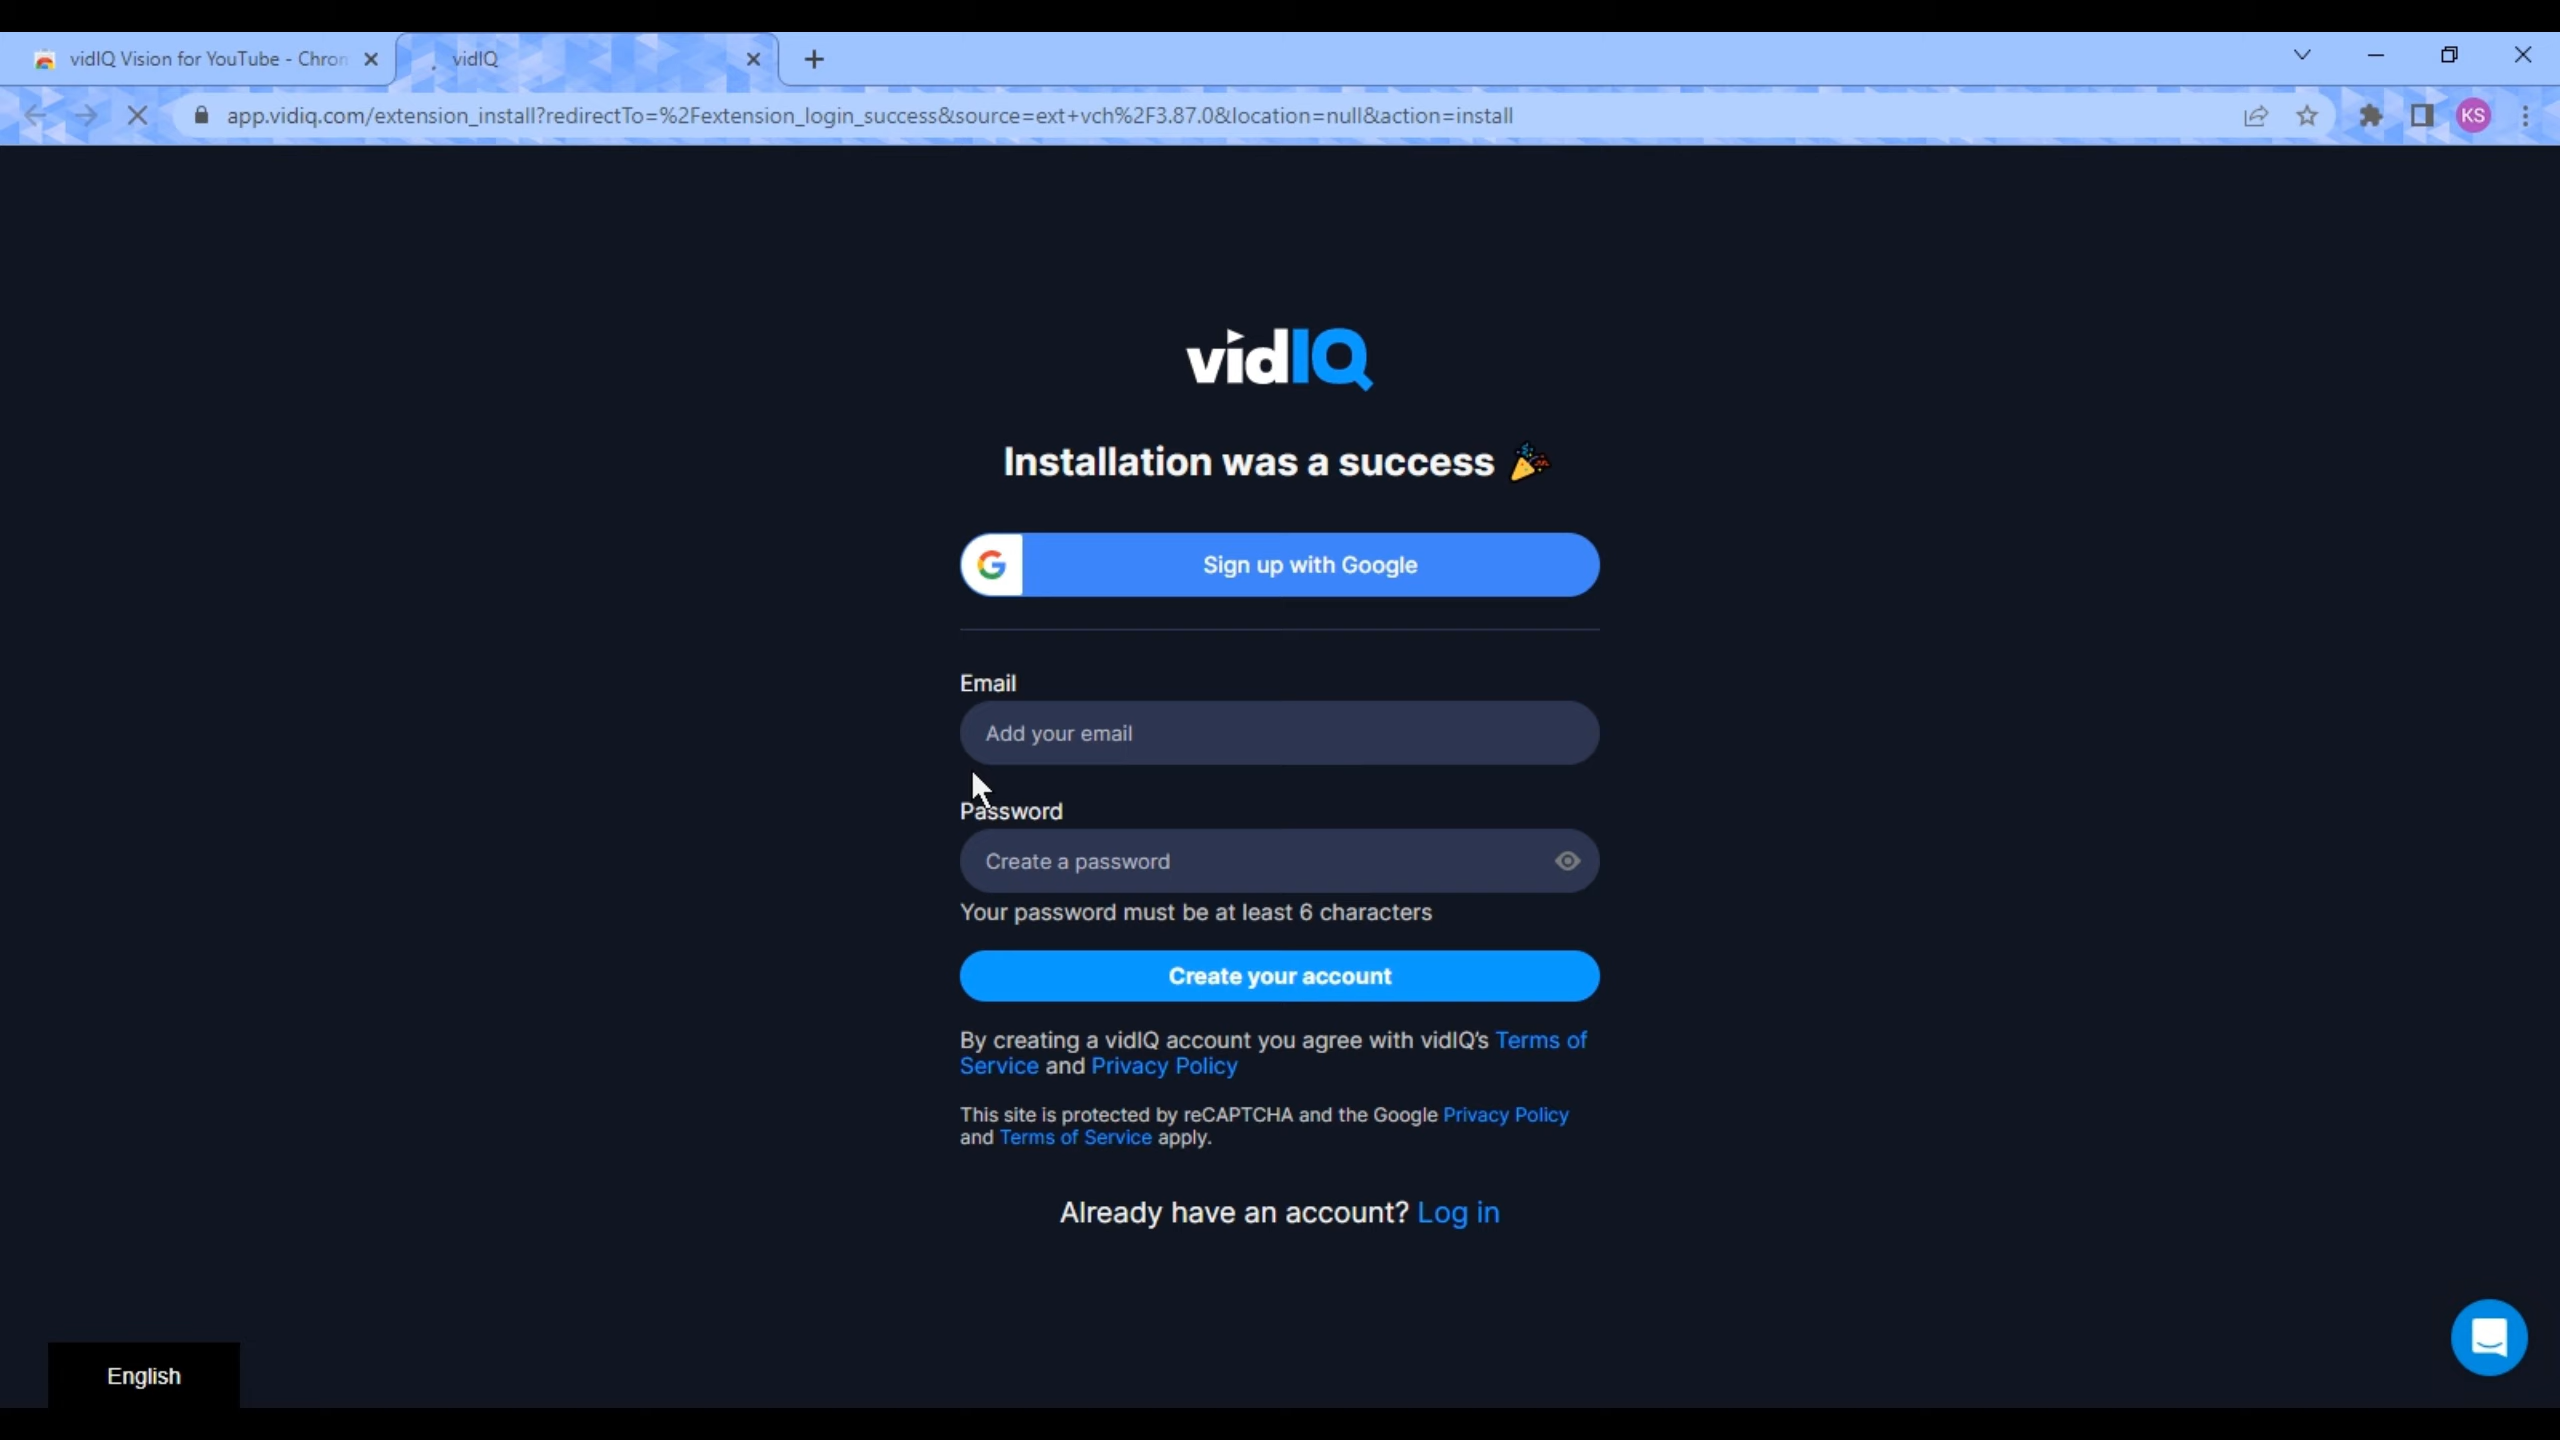 vidIQ Vision for YouTube - Chron
vidIQ
app.vidiq.com/extension_install?redirectTo=%2Fextension_login_success&source=ext+vch%2F3.87.0&location=null&action=install
KS
vidIQ
Installation was a success
G
Sign up with Google
Email
Add your email
Password
Create a password
Your password must be at least 6 characters
Create your account
By creating a vidIQ account you agree with vidIQ's Terms of
Service and Privacy Policy
This site is protected by reCAPTCHA and the Google Privacy Policy
and Terms of Service apply.
Already have an account? Log in
English